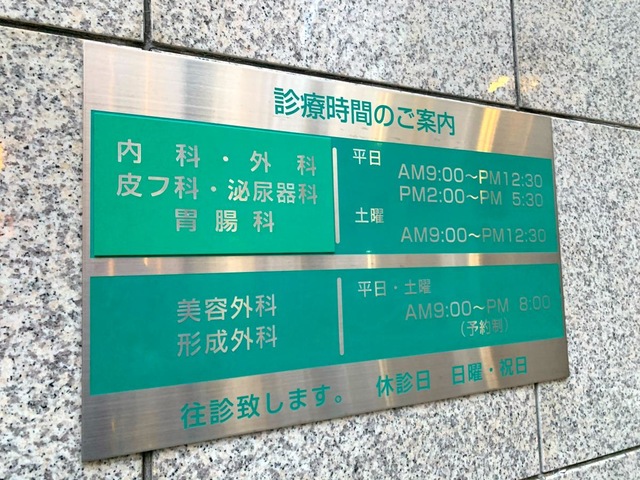 診療時間のご案内
内科・外科
皮フ科・泌尿器科
胃腸科
平日
AM9:00〜PM12:30
PM2:00〜PM 5:30
土曜
AM9:00〜PM12:30
美容外科
形成外科
平日・土曜
AM9:00〜PM 8:00
(予約制)
往診致します。 休診日 日曜・祝日